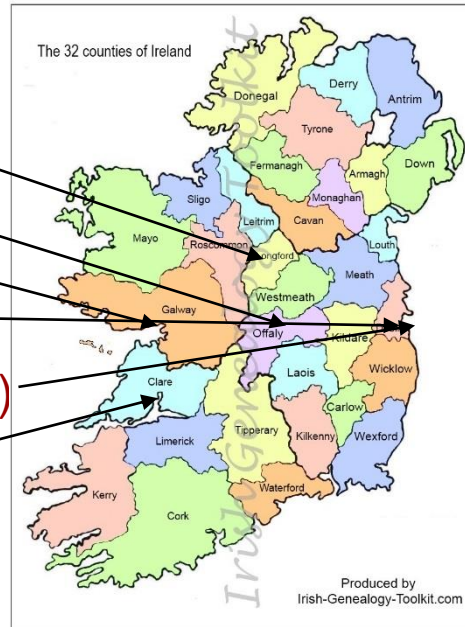 The 32 counties of Ireland
Donegal
Derry
Antrim
Tyrone
Fermanagh
Armagh
Down
Monaghan
Sligo
Leitrim
Cavan
Mayo
Roscommon
Louth
ongford
Meath
Westmeath
Galway
Offaly
Kildare
Laois
Wicklow
)
Clare
Carlow
Tipperary
Kilkenny
Wexford
Limerick
Waterford
Kerry
Cork
Irish Genealogy Toolkit
Produced by
Irish-Genealogy-Toolkit.com